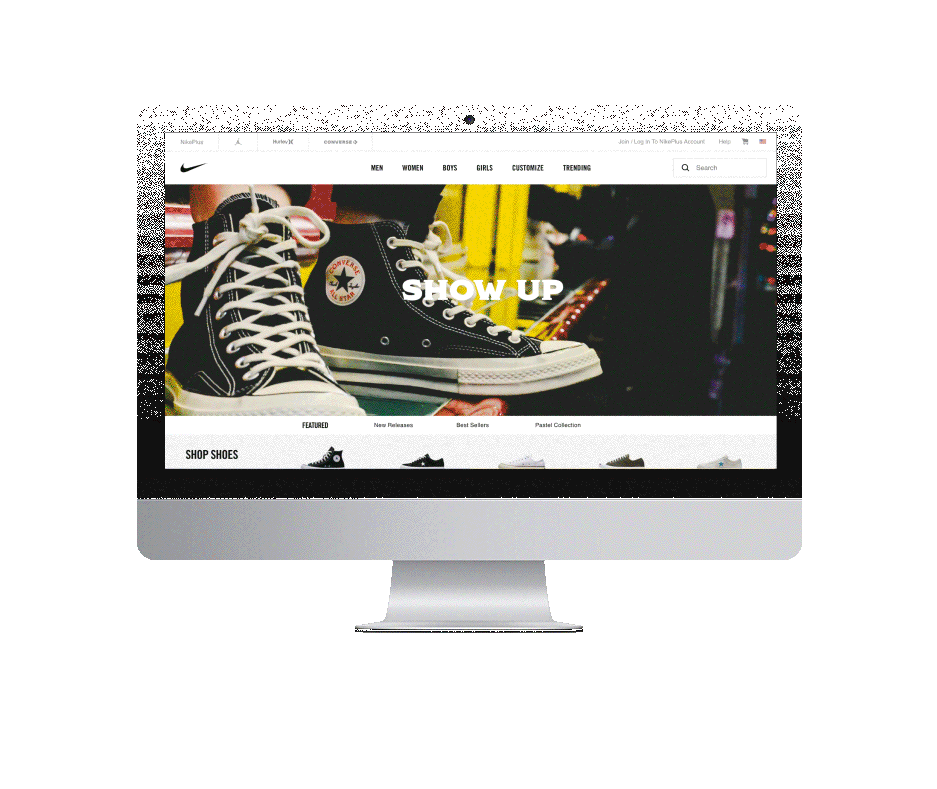 NikePlus Hurley CONVERSE Join / Log In To NikePlus Account Help
MEN WOMEN BOYS GIRLS CUSTOMIZE TRENDING Search
CONVERSE
ALL STAR
SHOW UP
FEATURED New Releases Best Sellers Pastel Collection
SHOP SHOES